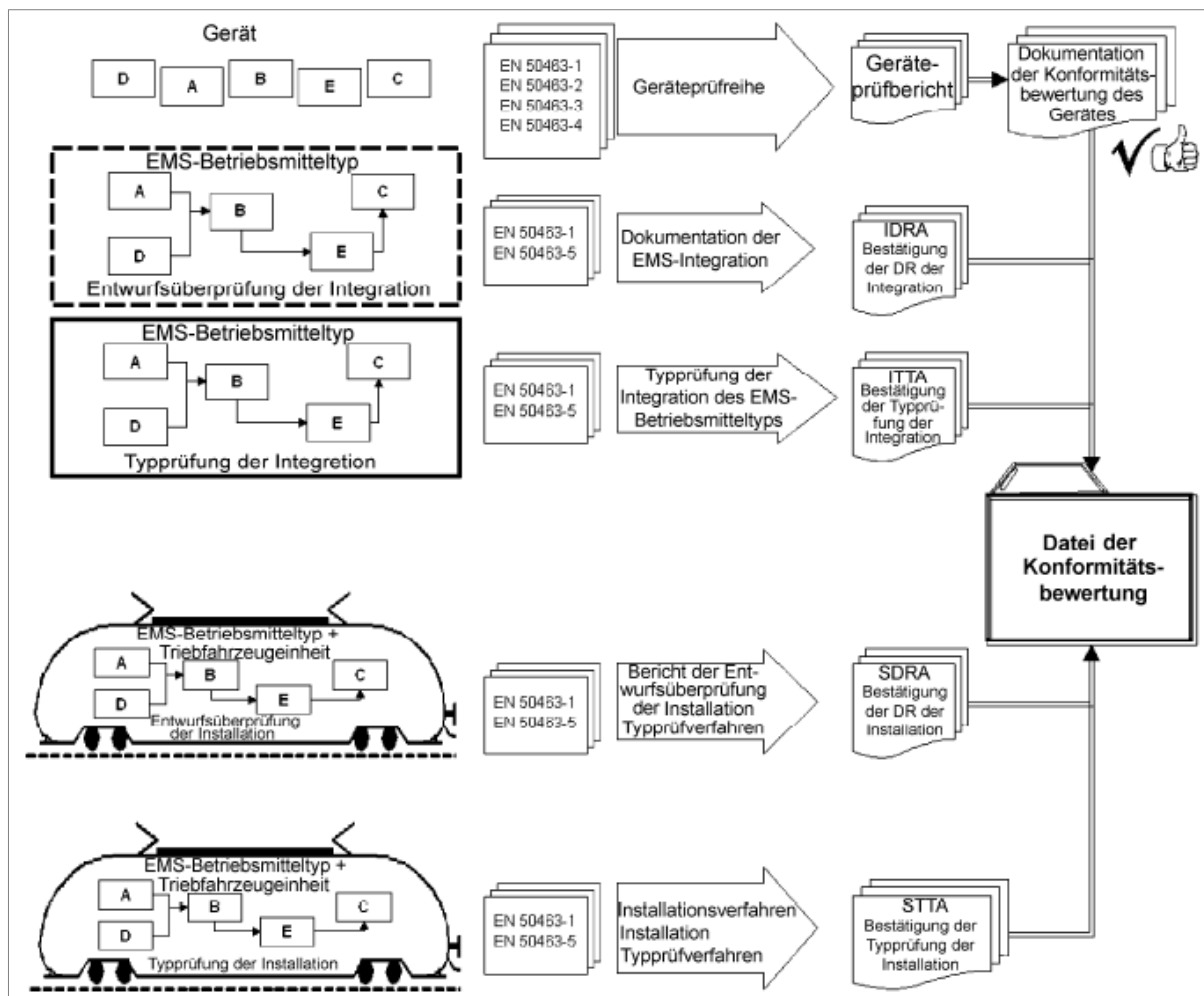 Gerät
D
A
B
E
C
EN 50463-1
EN 50463-2
EN 50463-3
EN 50463-4
Geräteprüfreihe
Geräte-
prüfbericht
Dokumentation
der Konformitäts-
bewertung des
Gerätes
EMS-Betriebsmitteltyp
A
B
C
D
E
Entwurfsüberprüfung der Integration
EN 50463-1
EN 50463-5
Dokumentation der
EMS-Integration
IDRA
Bestätigung
der DR der
Integration
EMS-Betriebsmitteltyp
A
B
C
D
E
Typprüfung der Integretion
EN 50463-1
EN 50463-5
Typprüfung der
Integration des EMS-
Betriebsmitteltyps
ITTA
Bestätigung
der Typprü-
fung der
Integration
Datei der
Konformitäts-
bewertung
EMS-Betriebsmitteltyp +
Triebfahrzeugeinheit
A
B
C
D
E
Entwurfsüberprüfung
der Installation
EN 50463-1
EN 50463-5
Bericht der Ent-
wurfsüberprüfung
der Installation
Typprüfverfahren
SDRA
Bestätigung
der DR der
Installation
EMS-Betriebsmitteltyp +
Triebfahrzeugeinheit
A
B
C
D
E
Typprüfung der Installation
EN 50463-1
EN 50463-5
Installationsverfahren
Installation
Typprüfverfahren
STTA
Bestätigung der
Typprüfung der
Installation